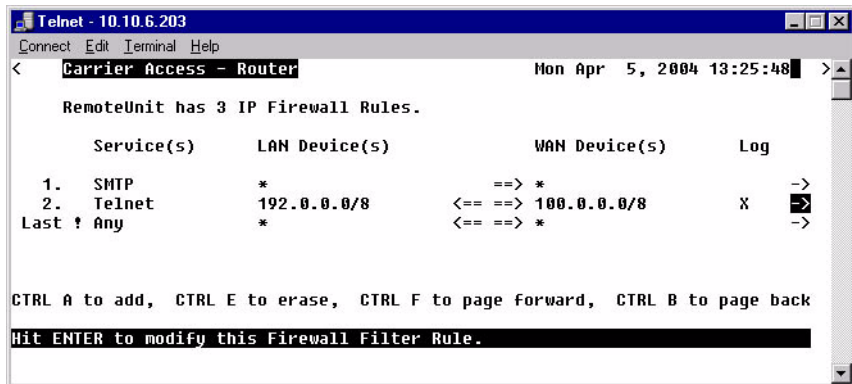 Telnet - 10.10.6.203
Connect Edit Terminal Help
< Carrier Access - Router Mon Apr 5, 2004 13:25:48 >
RemoteUnit has 3 IP Firewall Rules.
Service(s) LAN Device(s) WAN Device(s) Log
1. SMTP * ==> * ->
2. Telnet 192.0.0.0/8 <== ==> 100.0.0.0/8 X ->
Last ! Any * <== ==> * ->
CTRL A to add, CTRL E to erase, CTRL F to page forward, CTRL B to page back
Hit ENTER to modify this Firewall Filter Rule.